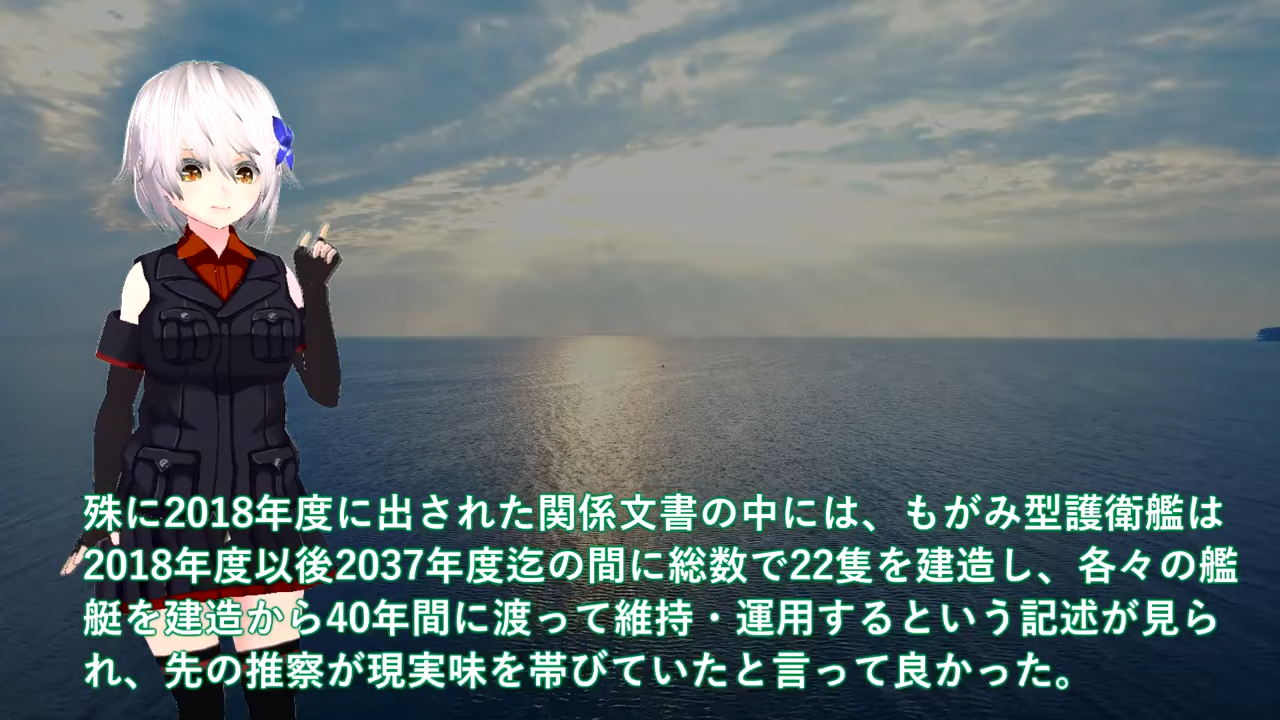 殊に2018年度に出された関係文書の中には、もがみ型護衛艦は
2018年度以後2037年度迄の間に総数で22隻を建造し、各々の艦
艇を建造から40年間に渡って維持・運用するという記述が見ら
れ、先の推察が現実味を帯びていたと言って良かった。